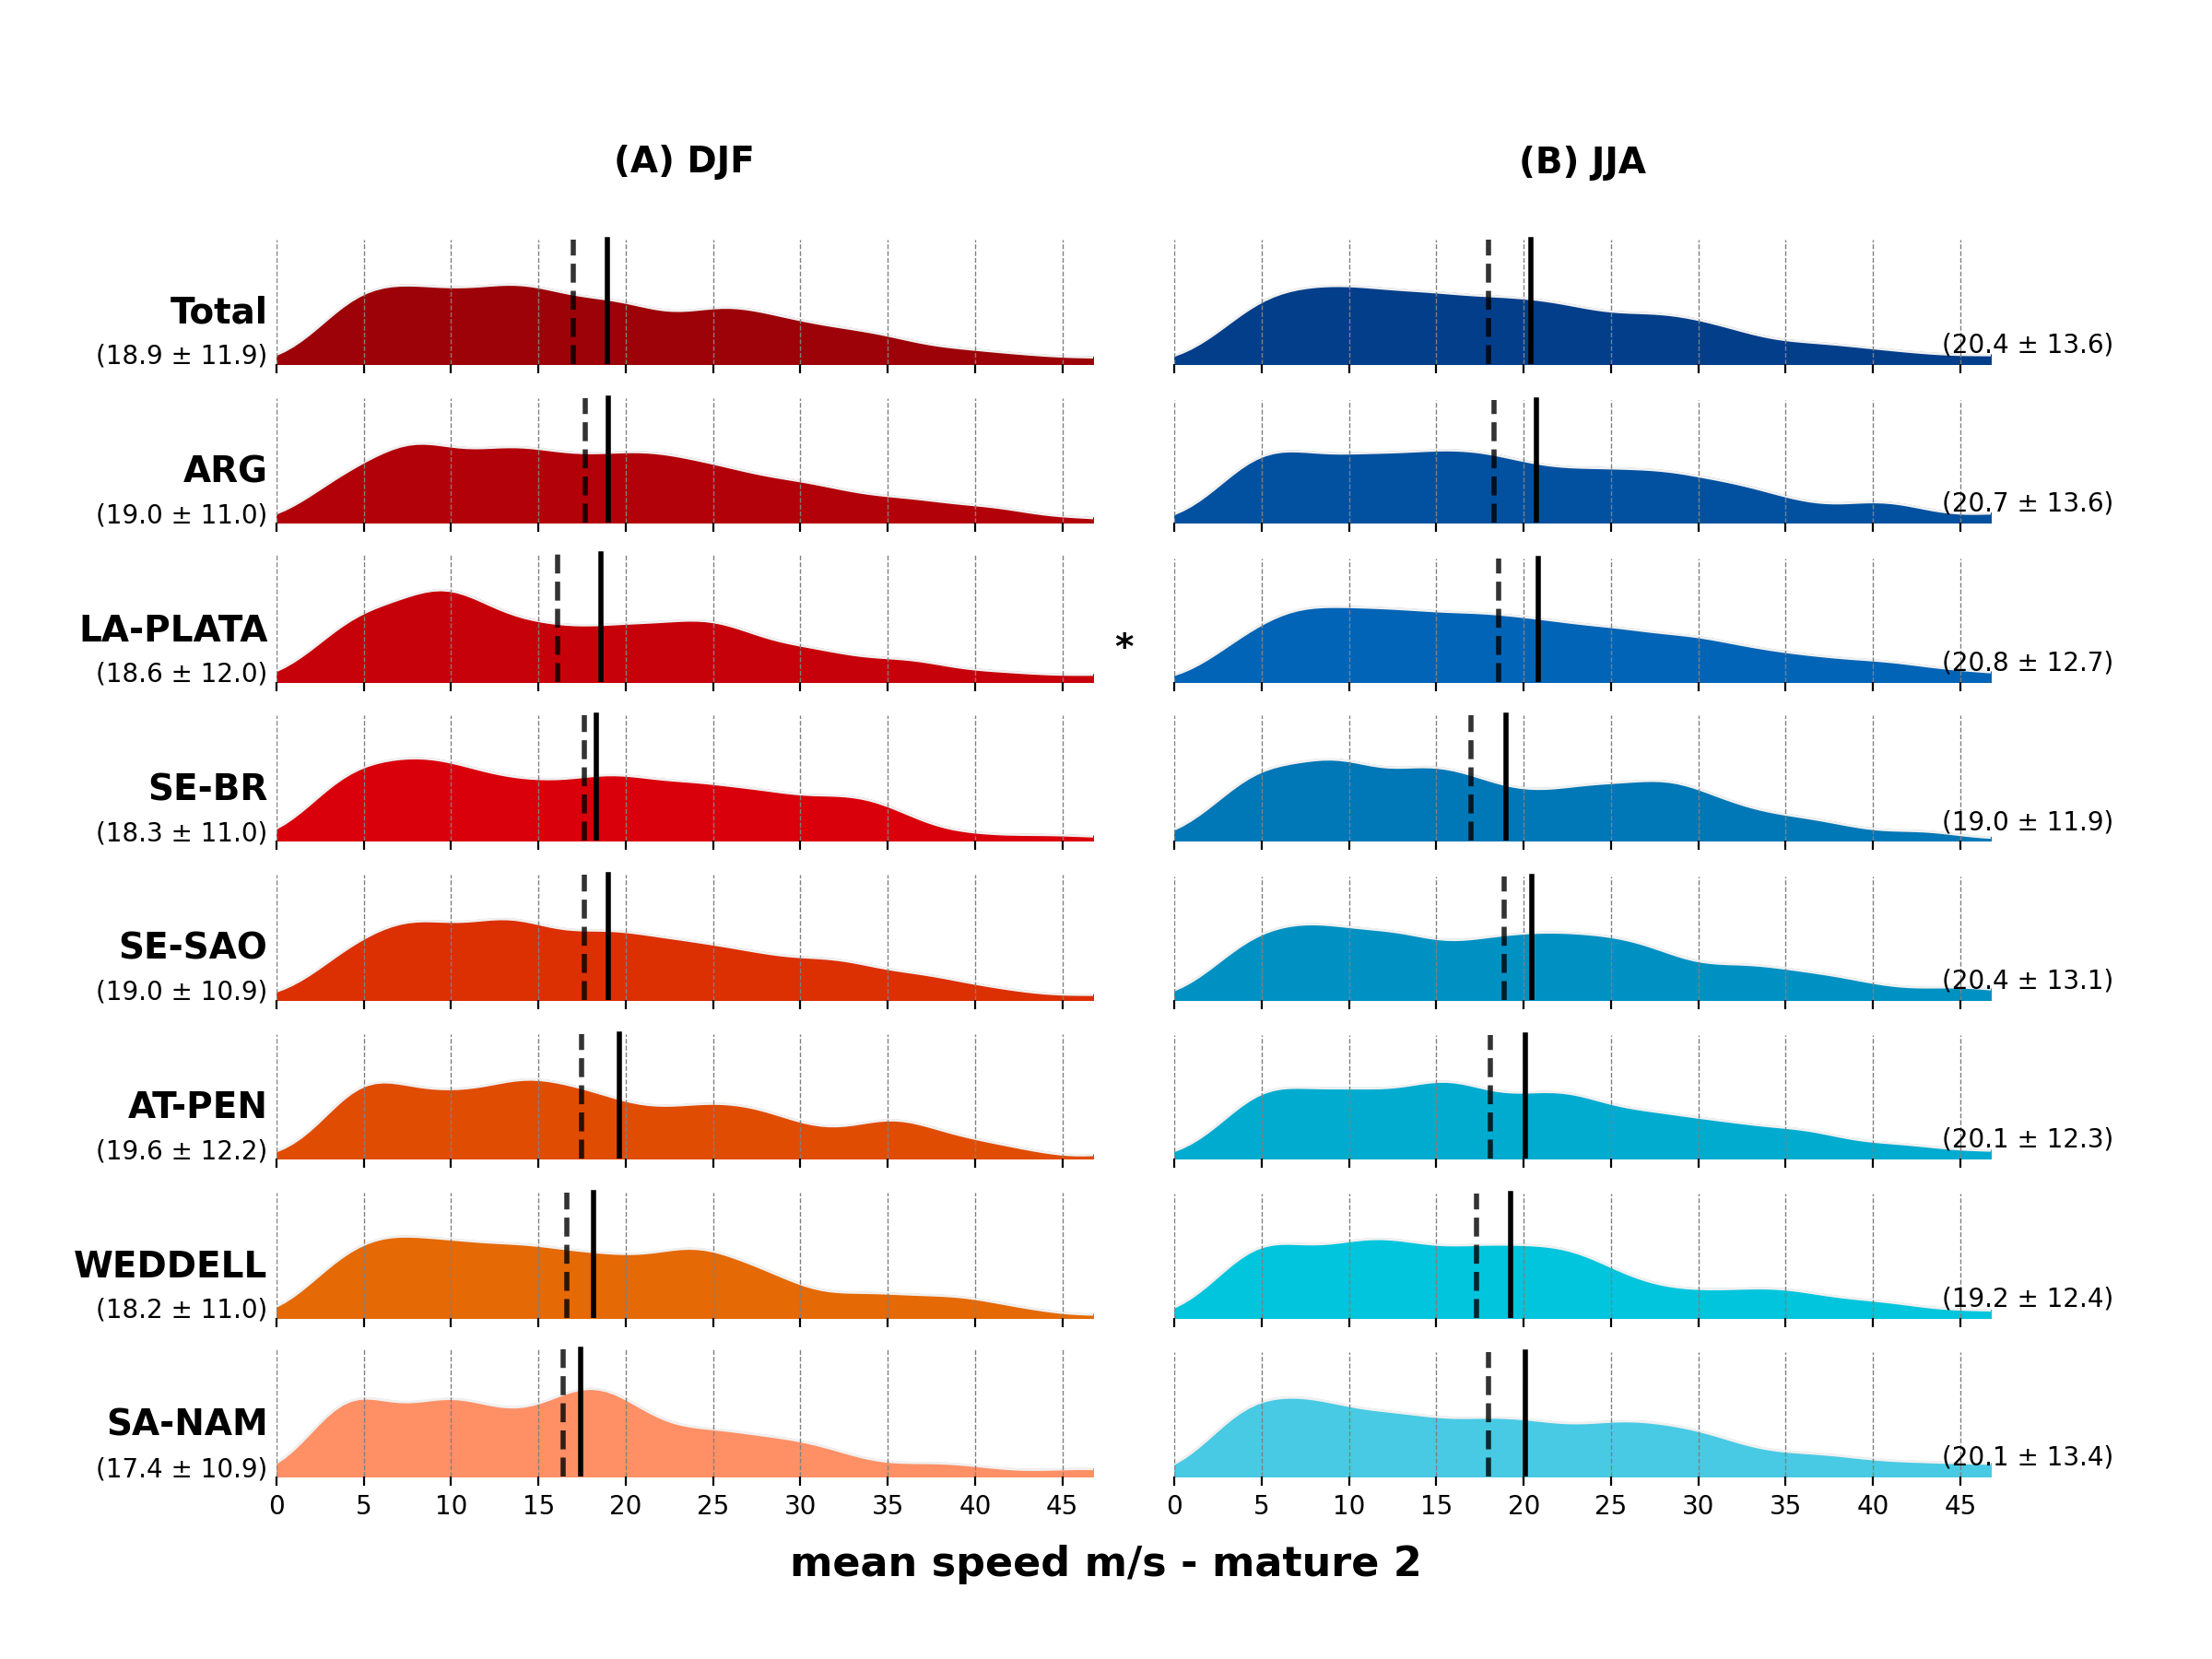 (A) DJF (B) JJA
Total
(18.9 ± 11.9) (20.4 ± 13.6)
ARG
(19.0 ± 11.0) (20.7 ± 13.6)
LA-PLATA
*
(18.6 ± 12.0) (20.8 ± 12.7)
SE-BR
(18.3 ± 11.0) (19.0 ± 11.9)
SE-SAO
(19.0 ± 10.9) (20.4 ± 13.1)
AT-PEN
(19.6 ± 12.2) (20.1 ± 12.3)
WEDDELL
(18.2 ± 11.0) (19.2 ± 12.4)
SA-NAM
(17.4 ± 10.9) (20.1 ± 13.4)
0 5 10 15 20 25 30 35 40 45 0 5 10 15 20 25 30 35 40 45
mean speed m/s - mature 2